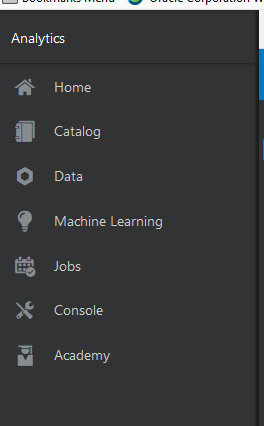 Bookmarks Menu Oracle Corporation W
Analytics
Home
Catalog
Data
Machine Learning
Jobs
Console
Academy